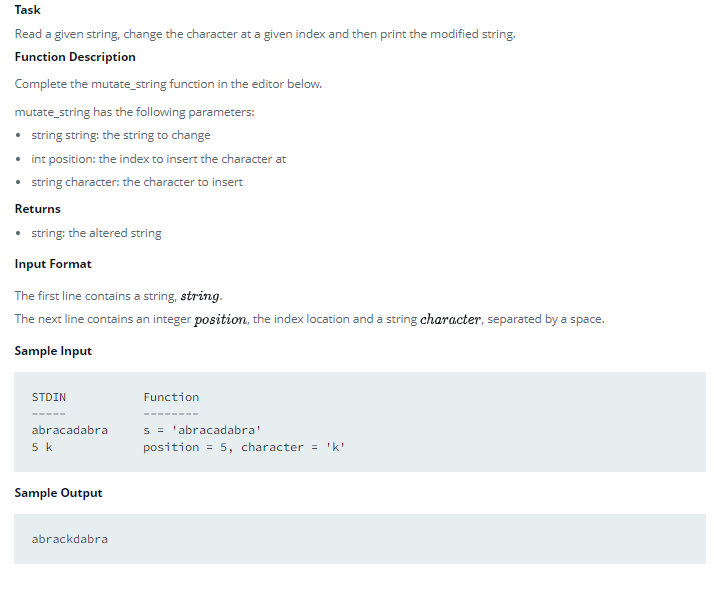 Task
Read a given string, change the character at a given index and then print the modified string.
Function Description
Complete the mutate_string function in the editor below.
mutate_string has the following parameters:
• string string: the string to change
• int position: the index to insert the character at
• string character: the character to insert
Returns
• string: the altered string
Input Format
The first line contains a string, string.
The next line contains an integer position, the index location and a string character, separated by a space.
Sample Input
STDIN Function
----- --------
abracadabra s = 'abracadabra'
5 k position = 5, character = 'k'
Sample Output
abrackdabra